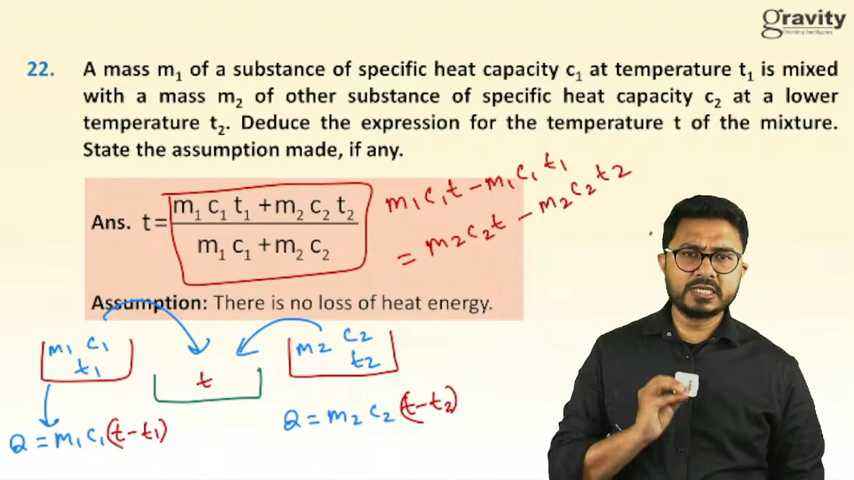 gravity
22. A mass m₁ of a substance of specific heat capacity c₁ at temperature t₁ is mixed
with a mass m₂ of other substance of specific heat capacity c₂ at a lower
temperature t₂. Deduce the expression for the temperature t of the mixture.
State the assumption made, if any.
m₁c₁t - m₁c₁t₁
= m₂c₂t - m₂c₂t2
Ans. t= m₁ c₁ t₁ +m₂ c₂ t₂
m₁ c₁ +m₂ c₂
Assumption: There is no loss of heat energy.
m₁ c₁
t₁
t
m₂ c₂
t₂
Q = m₁c₁(t-t₁)
Q = m₂c₂(t-t₂)